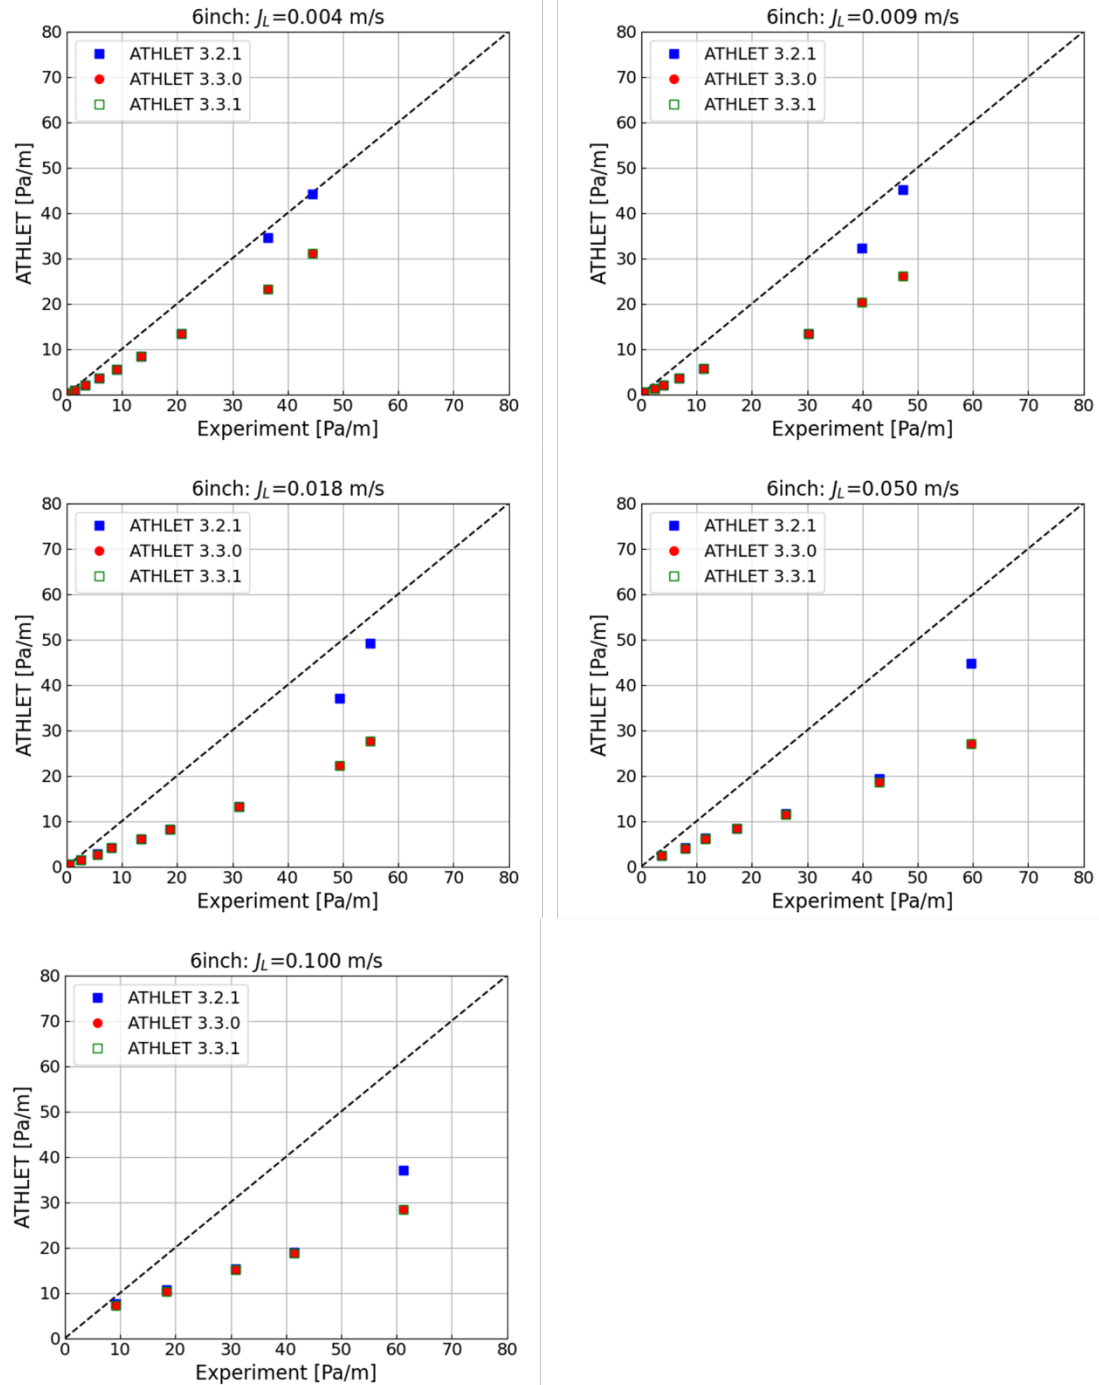 6inch: J_L=0.004 m/s
80
70
60
50
40
30
20
10
0
ATHLET [Pa/m]
ATHLET 3.2.1
ATHLET 3.3.0
ATHLET 3.3.1
0 10 20 30 40 50 60 70 80
Experiment [Pa/m]
6inch: J_L=0.009 m/s
80
70
60
50
40
30
20
10
0
ATHLET [Pa/m]
ATHLET 3.2.1
ATHLET 3.3.0
ATHLET 3.3.1
0 10 20 30 40 50 60 70 80
Experiment [Pa/m]
6inch: J_L=0.018 m/s
80
70
60
50
40
30
20
10
0
ATHLET [Pa/m]
ATHLET 3.2.1
ATHLET 3.3.0
ATHLET 3.3.1
0 10 20 30 40 50 60 70 80
Experiment [Pa/m]
6inch: J_L=0.050 m/s
80
70
60
50
40
30
20
10
0
ATHLET [Pa/m]
ATHLET 3.2.1
ATHLET 3.3.0
ATHLET 3.3.1
0 10 20 30 40 50 60 70 80
Experiment [Pa/m]
6inch: J_L=0.100 m/s
80
70
60
50
40
30
20
10
0
ATHLET [Pa/m]
ATHLET 3.2.1
ATHLET 3.3.0
ATHLET 3.3.1
0 10 20 30 40 50 60 70 80
Experiment [Pa/m]